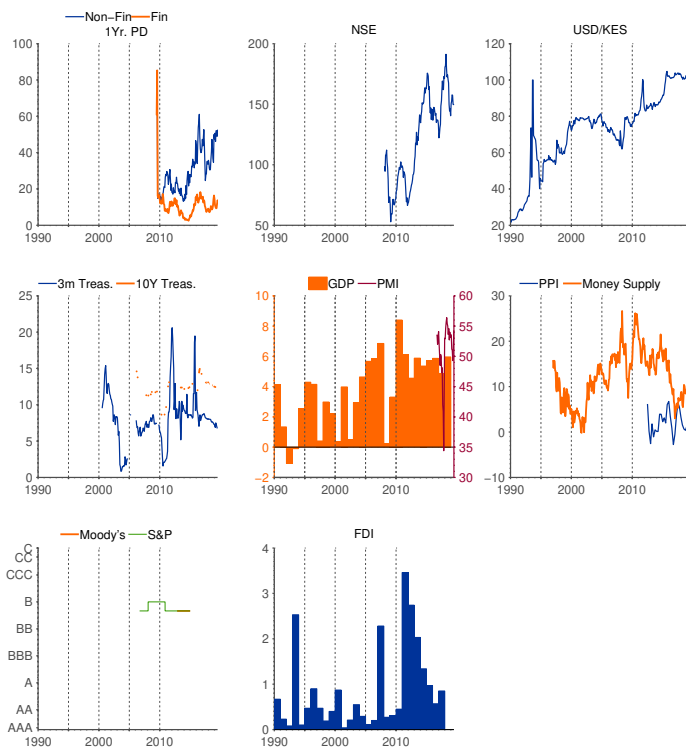 Non-Fin Fin
1Yr. PD
100
80
60
40
20
0
1990 2000 2010
NSE
200
150
100
50
1990 2000 2010
USD/KES
120
100
80
60
40
20
1990 2000 2010
3m Treas. 10Y Treas.
25
20
15
10
5
0
1990 2000 2010
GDP PMI
10 60
8 55
6 50
4 45
2 40
0 35
-2 30
1990 2000 2010
PPI Money Supply
30
20
10
0
-10
1990 2000 2010
Moody's S&P
C
CC
CCC
B
BB
BBB
A
AA
AAA
1990 2000 2010
FDI
4
3
2
1
0
1990 2000 2010